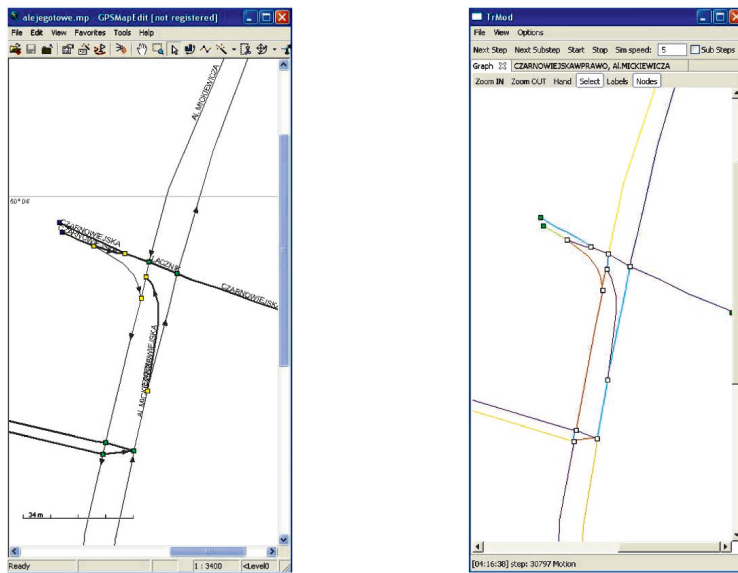 alejegotowe.mp - GPSMapEdit [not registered]
File Edit View Favorites Tools Help
Al. MICKIEWICZA
50° 04'
CZARNOWIEJSKA
ŁĄCZNIK
CZARNOWIEJSKA
Al. MICKIEWICZA
34 m
Ready
1 : 3400
<Level0
TrMod
File View Options
Next Step Next Substep Start Stop Sim speed: 5 Sub Steps
Graph CZARNOWIEJSKAPRAWO, Al.MICKIEWICZA
Zoom IN Zoom OUT Hand Select Labels Nodes
[04:16:38] step: 30797 Motion